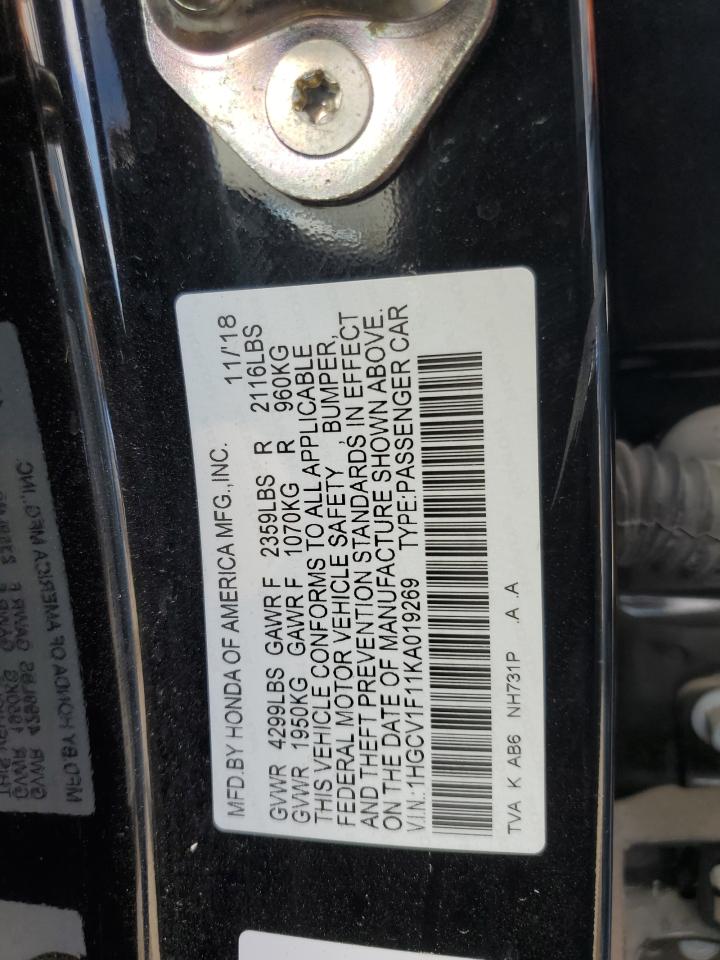 MFD.BY HONDA OF AMERICA MFG.,INC. 11/'18
GVWR 4299LBS GAWR F 2359LBS R 2116LBS
GVWR 1950KG GAWR F 1070KG R 960KG
THIS VEHICLE CONFORMS TO ALL APPLICABLE
FEDERAL MOTOR VEHICLE SAFETY BUMPER,
AND THEFT PREVENTION STANDARDS IN EFFECT
ON THE DATE OF MANUFACTURE SHOWN ABOVE.
V.I.N.:1HGCV1F11KA019269 TYPE:PASSENGER CAR
TVA K AB6 NH731P .A .A